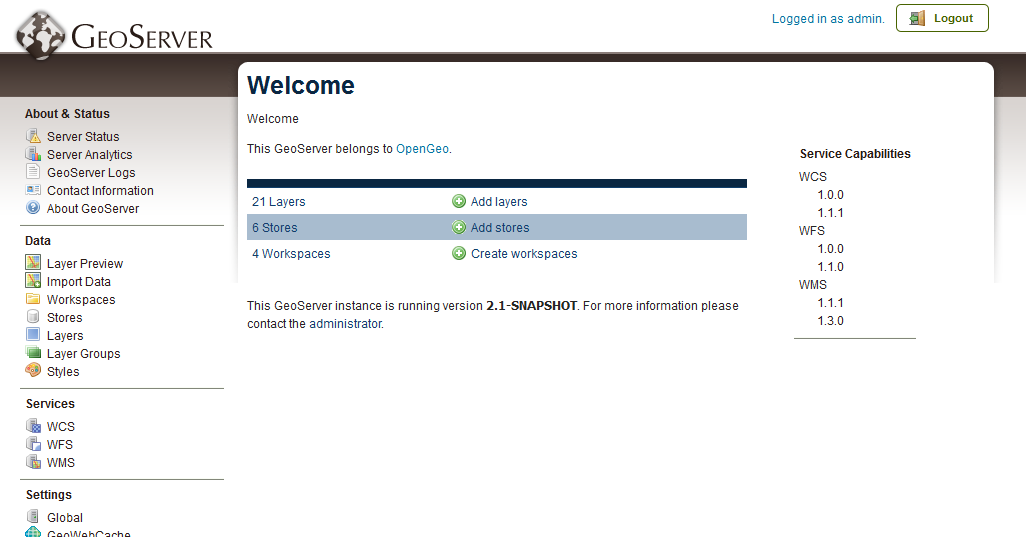 GEOSERVER
Logged in as admin.
Logout
About & Status
Server Status
Server Analytics
GeoServer Logs
Contact Information
About GeoServer
Data
Layer Preview
Import Data
Workspaces
Stores
Layers
Layer Groups
Styles
Services
WCS
WFS
WMS
Settings
Global
GeoWebCache
Welcome
Welcome
This GeoServer belongs to OpenGeo.
21 Layers Add layers
6 Stores Add stores
4 Workspaces Create workspaces
This GeoServer instance is running version 2.1-SNAPSHOT. For more information please
contact the administrator.
Service Capabilities
WCS
1.0.0
1.1.1
WFS
1.0.0
1.1.0
WMS
1.1.1
1.3.0